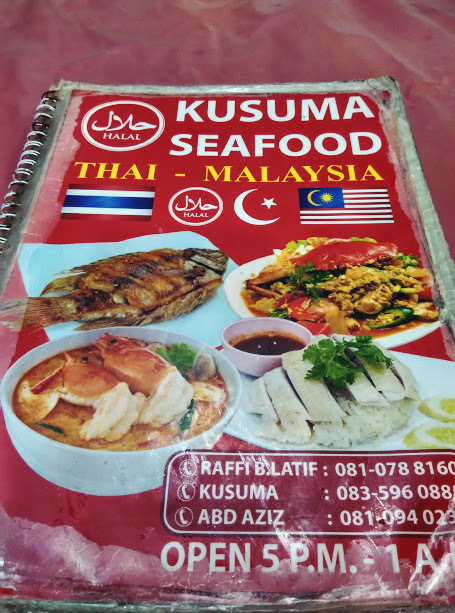 حلال
HALAL
KUSUMA
SEAFOOD
THAI - MALAYSIA
حلال
HALAL
RAFFI B.LATIF : 081-078 8160
KUSUMA : 083-596 088
ABD AZIZ : 081-094 023
OPEN 5 P.M. - 1 A